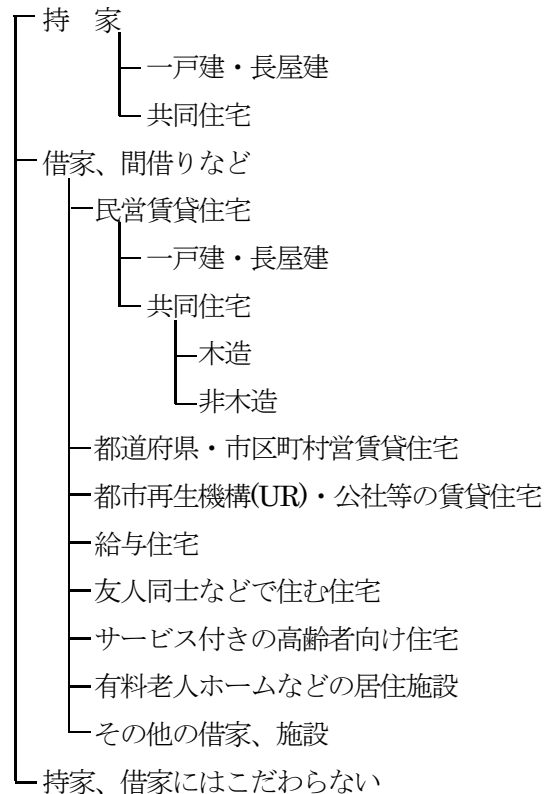 持 家
一戸建・長屋建
共同住宅
借家、間借りなど
民営賃貸住宅
一戸建・長屋建
共同住宅
木造
非木造
都道府県・市区町村営賃貸住宅
都市再生機構(UR)・公社等の賃貸住宅
給与住宅
友人同士などで住む住宅
サービス付きの高齢者向け住宅
有料老人ホームなどの居住施設
その他の借家、施設
持家、借家にはこだわらない